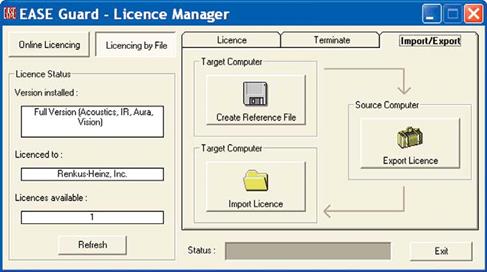 EASE EASE Guard - Licence Manager
Online Licencing
Licencing by File
Licence
Terminate
Import/Export
Licence Status
Version installed :
Full Version (Acoustics, IR, Aura,
Vision)
Licenced to :
Renkus-Heinz, Inc.
Licences available :
1
Refresh
Target Computer
Create Reference File
Target Computer
Import Licence
Source Computer
Export Licence
Status :
Exit